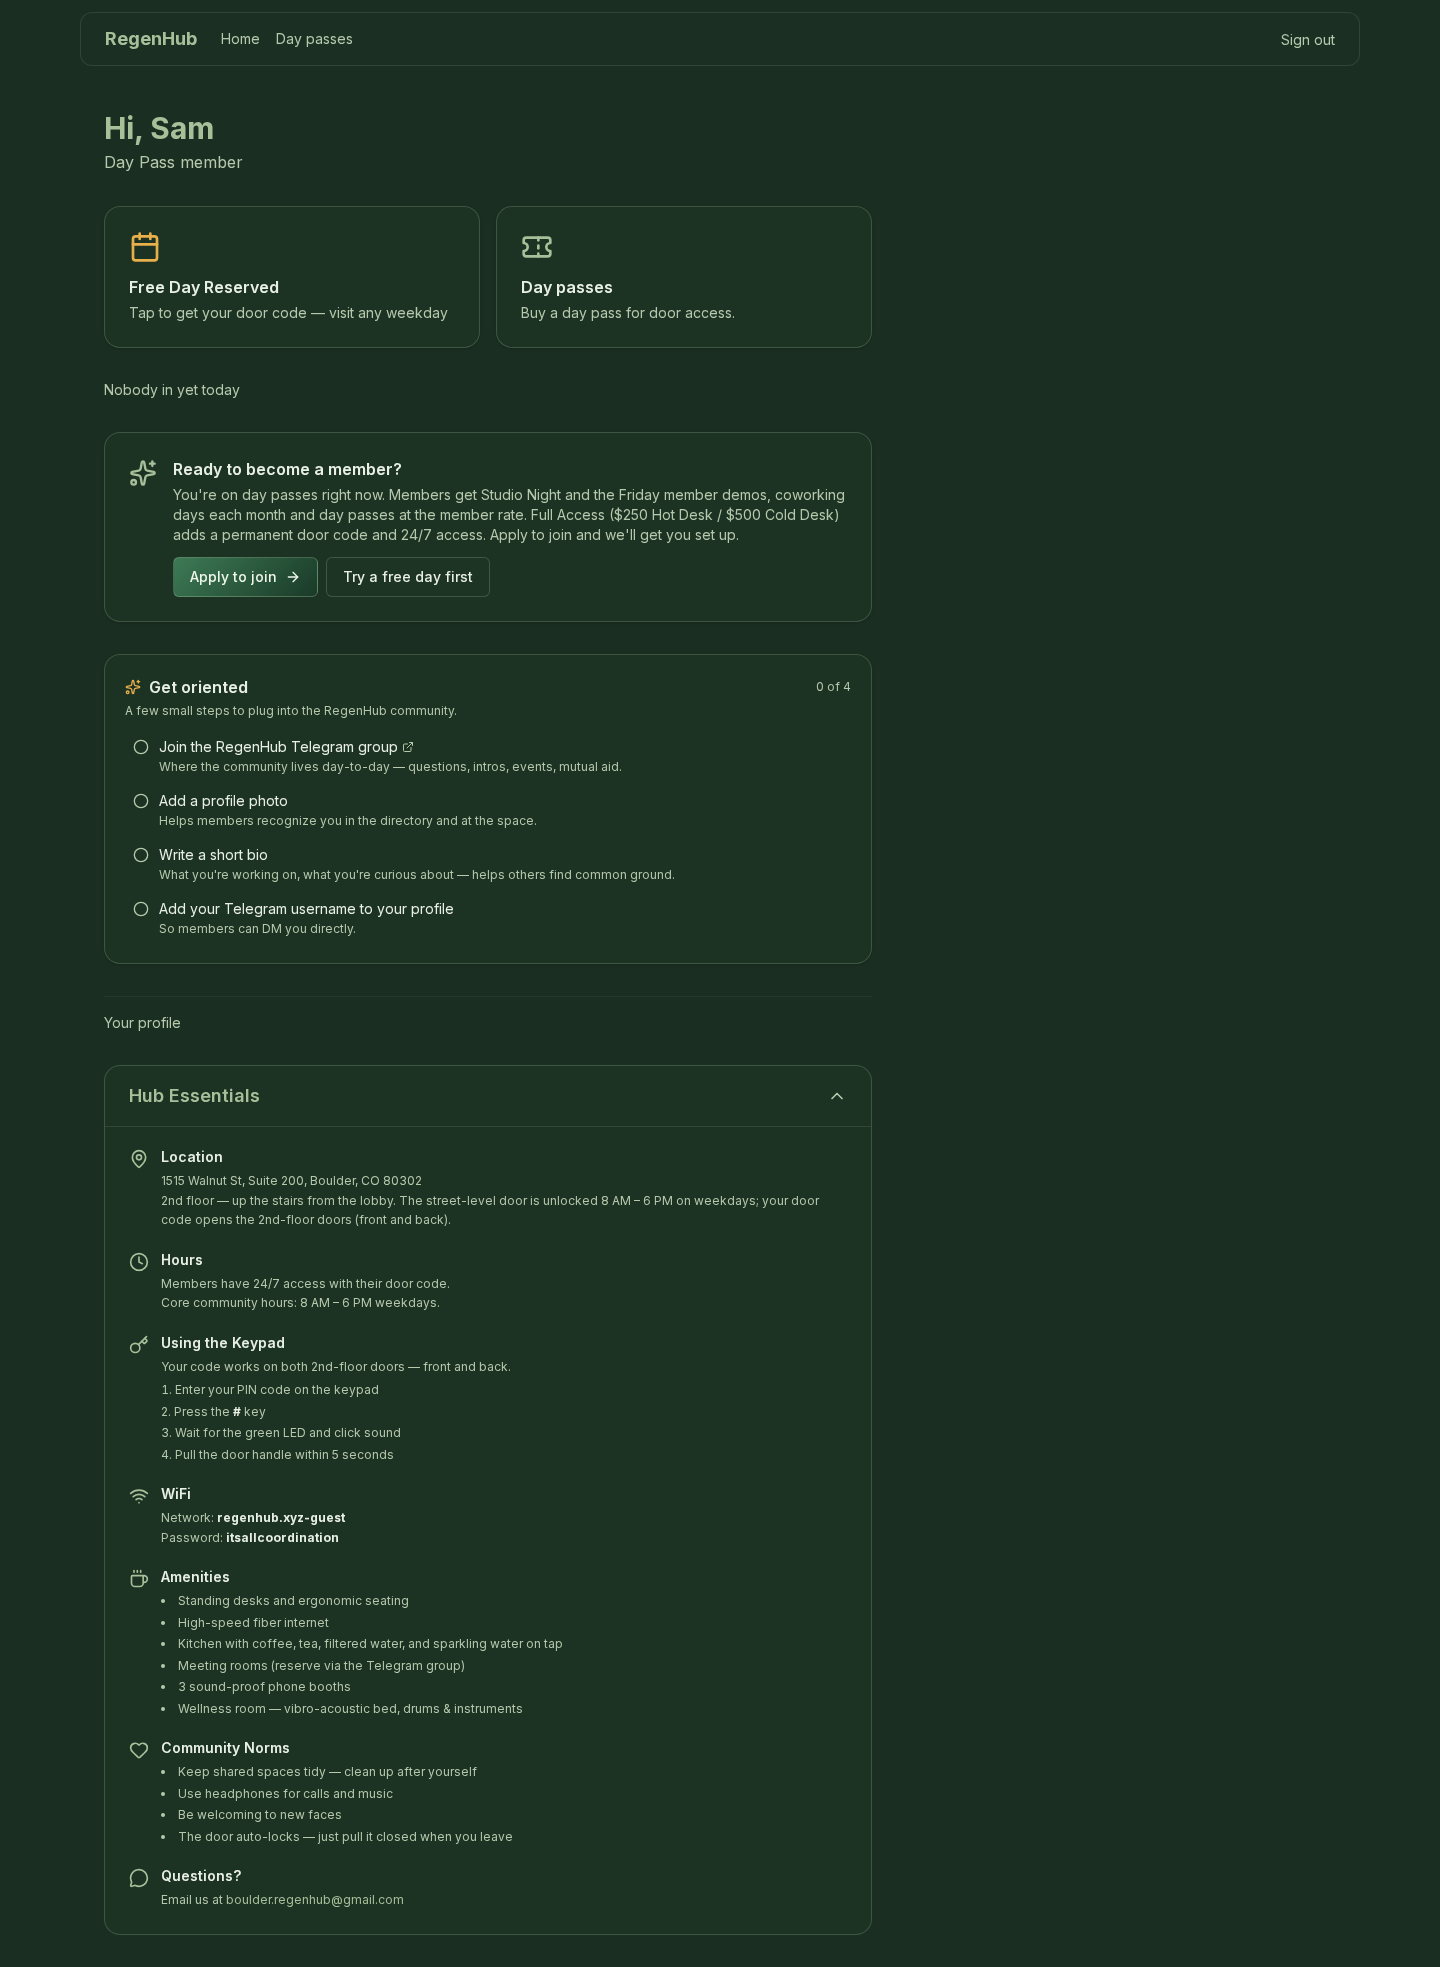 RegenHub
Home
Day passes
Sign out
Hi, Sam
Day Pass member
Free Day Reserved
Tap to get your door code — visit any weekday
Day passes
Buy a day pass for door access.
Nobody in yet today
Ready to become a member?
You're on day passes right now. Members get Studio Night and the Friday member demos, coworking
days each month and day passes at the member rate. Full Access ($250 Hot Desk / $500 Cold Desk)
adds a permanent door code and 24/7 access. Apply to join and we'll get you set up.
Apply to join
Try a free day first
Get oriented
0 of 4
A few small steps to plug into the RegenHub community.
Join the RegenHub Telegram group
Where the community lives day-to-day — questions, intros, events, mutual aid.
Add a profile photo
Helps members recognize you in the directory and at the space.
Write a short bio
What you're working on, what you're curious about — helps others find common ground.
Add your Telegram username to your profile
So members can DM you directly.
Your profile
Hub Essentials
Location
1515 Walnut St, Suite 200, Boulder, CO 80302
2nd floor — up the stairs from the lobby. The street-level door is unlocked 8 AM – 6 PM on weekdays; your door
code opens the 2nd-floor doors (front and back).
Hours
Members have 24/7 access with their door code.
Core community hours: 8 AM – 6 PM weekdays.
Using the Keypad
Your code works on both 2nd-floor doors — front and back.
1. Enter your PIN code on the keypad
2. Press the # key
3. Wait for the green LED and click sound
4. Pull the door handle within 5 seconds
WiFi
Network: regenhub.xyz-guest
Password: itsallcoordination
Amenities
• Standing desks and ergonomic seating
• High-speed fiber internet
• Kitchen with coffee, tea, filtered water, and sparkling water on tap
• Meeting rooms (reserve via the Telegram group)
• 3 sound-proof phone booths
• Wellness room — vibro-acoustic bed, drums & instruments
Community Norms
• Keep shared spaces tidy — clean up after yourself
• Use headphones for calls and music
• Be welcoming to new faces
• The door auto-locks — just pull it closed when you leave
Questions?
Email us at boulder.regenhub@gmail.com